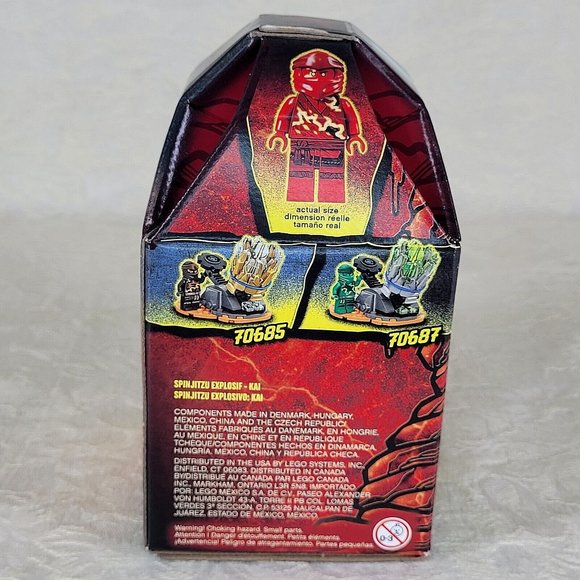 actual size
dimension réelle
tamaño real
70685
70687
SPINJITZU EXPLOSIF - KAI
SPINJITZU EXPLOSIVO: KAI
COMPONENTS MADE IN DENMARK, HUNGARY,
MEXICO, CHINA AND THE CZECH REPUBLIC/
ÉLÉMENTS FABRIQUÉS AU DANEMARK, EN HONGRIE,
AU MEXIQUE, EN CHINE ET EN RÉPUBLIQUE
TCHÈQUE/COMPONENTES HECHOS EN DINAMARCA,
HUNGRÍA, MÉXICO, CHINA Y REPÚBLICA CHECA.
DISTRIBUTED IN THE USA BY LEGO SYSTEMS, INC.,
ENFIELD, CT 06083. DISTRIBUTED IN CANADA
BY/DISTRIBUÉ AU CANADA PAR LEGO CANADA
INC., MARKHAM, ONTARIO L3R 5N8. IMPORTADO
POR: LEGO MEXICO S.A. DE C.V., PASEO ALEXANDER
VON HUMBOLDT 43-A, TORRE II PB COL. LOMAS
VERDES 3ª SECCIÓN, C.P. 53125 NAUCALPAN DE
JUÁREZ, ESTADO DE MÉXICO, MÉXICO.
Warning! Choking hazard. Small parts.
Attention ! Danger d'étouffement. Petits éléments.
¡Advertencia! Peligro de atragantamiento. Partes pequeñas.
0-3